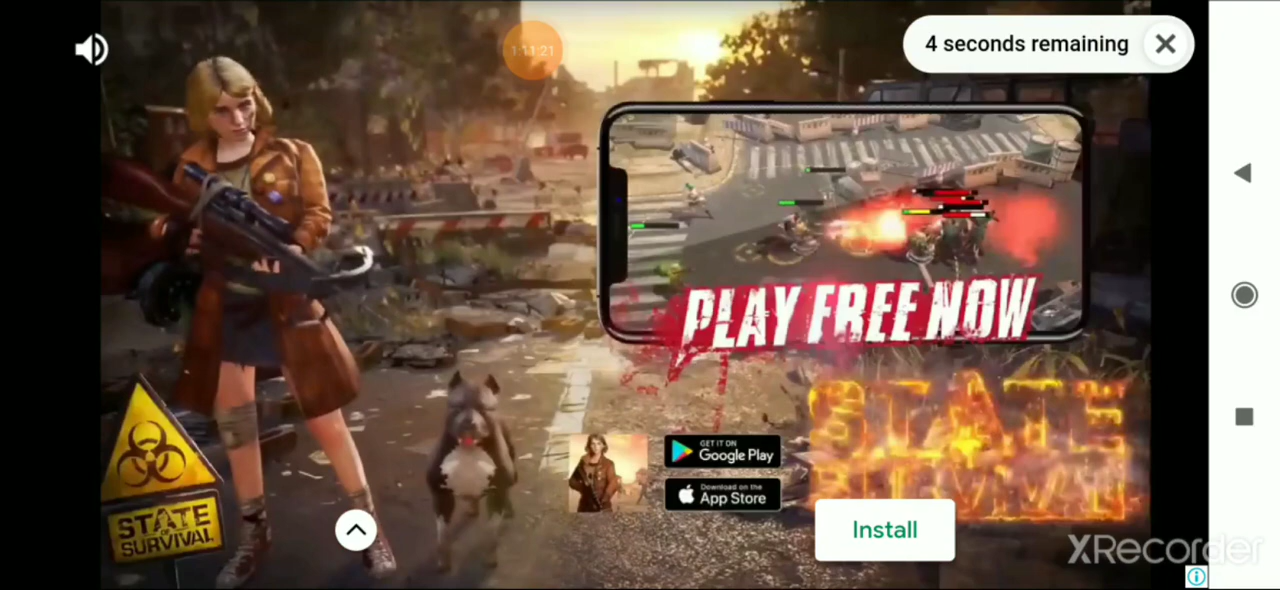 1:11:21
4 seconds remaining
PLAY FREE NOW
GET IT ON
Google Play
Download on the
App Store
STATE
SURVIVAL
STATE
OF
SURVIVAL
Install
XRecorder